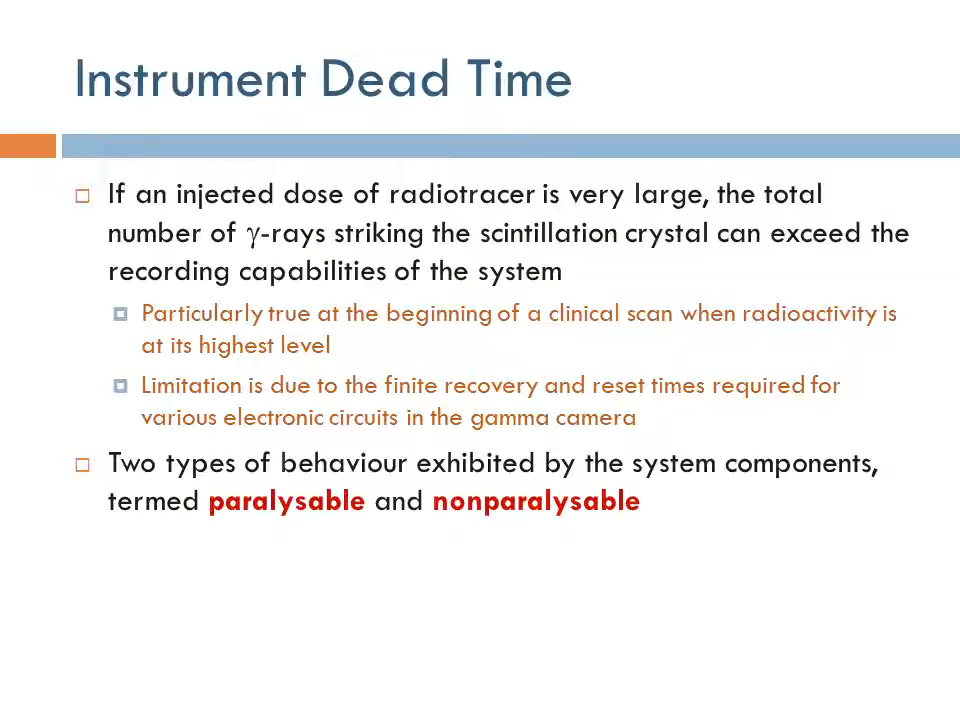 Instrument Dead Time
If an injected dose of radiotracer is very large, the total
number of γ-rays striking the scintillation crystal can exceed the
recording capabilities of the system
Particularly true at the beginning of a clinical scan when radioactivity is
at its highest level
Limitation is due to the finite recovery and reset times required for
various electronic circuits in the gamma camera
Two types of behaviour exhibited by the system components,
termed paralysable and nonparalysable